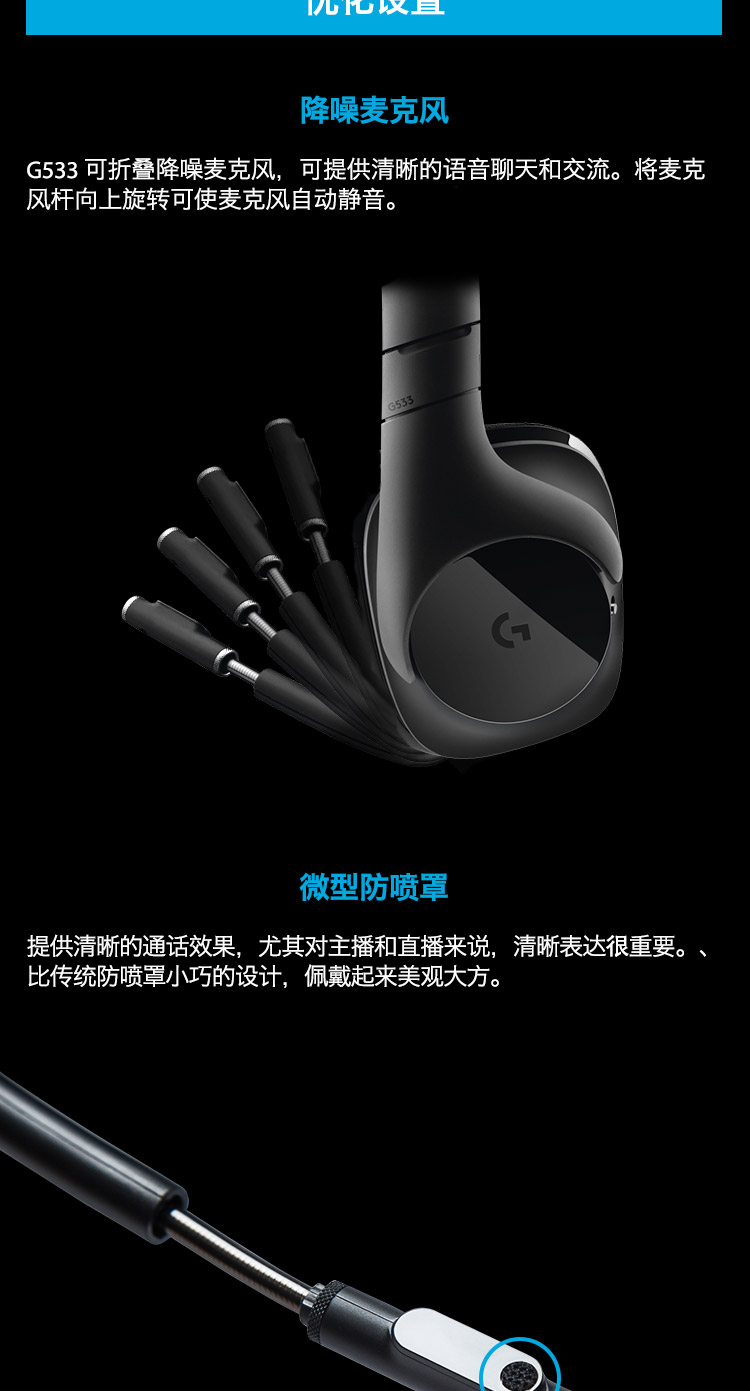 优化设置
降噪麦克风
G533 可折叠降噪麦克风，可提供清晰的语音聊天和交流。将麦克
风杆向上旋转可使麦克风自动静音。
G533
微型防喷罩
提供清晰的通话效果，尤其对主播和直播来说，清晰表达很重要。、
比传统防喷罩小巧的设计，佩戴起来美观大方。